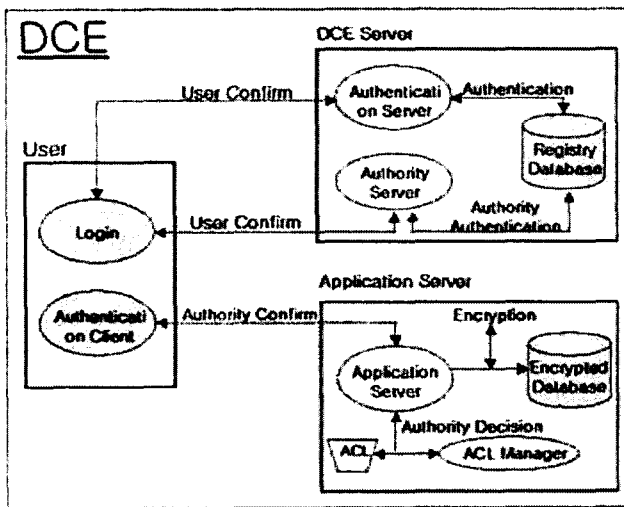 DCE
DCE Server
User Confirm
Authenticati
on Server
Authentication
Registry
Database
User
Authority
Server
Authority
Authentication
Login
User Confirm
Application Server
Authenticati
on Client
Authority Confirm
Encryption
Application
Server
Encrypted
Database
Authority Decision
ACL
ACL Manager